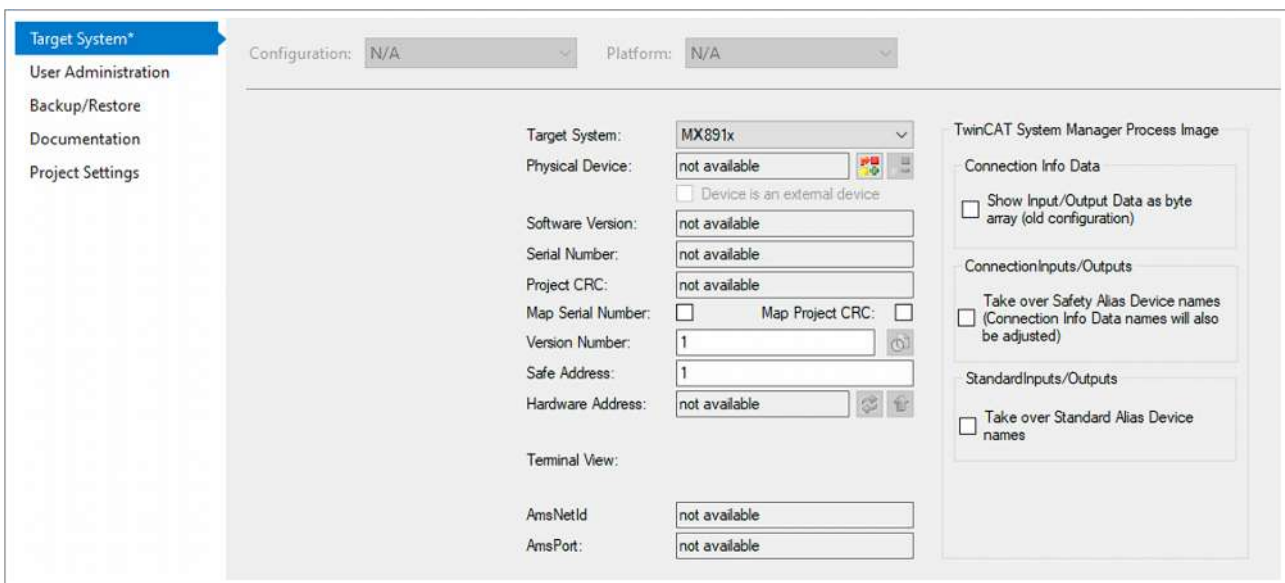 Target System*
User Administration
Backup/Restore
Documentation
Project Settings
Configuration: N/A Platform: N/A
Target System: MX891x
Physical Device: not available
Device is an external device
Software Version: not available
Serial Number: not available
Project CRC: not available
Map Serial Number: Map Project CRC:
Version Number: 1
Safe Address: 1
Hardware Address: not available
Terminal View:
AmsNetId not available
AmsPort: not available
TwinCAT System Manager Process Image
Connection Info Data
Show Input/Output Data as byte
array (old configuration)
ConnectionInputs/Outputs
Take over Safety Alias Device names
(Connection Info Data names will also
be adjusted)
StandardInputs/Outputs
Take over Standard Alias Device
names